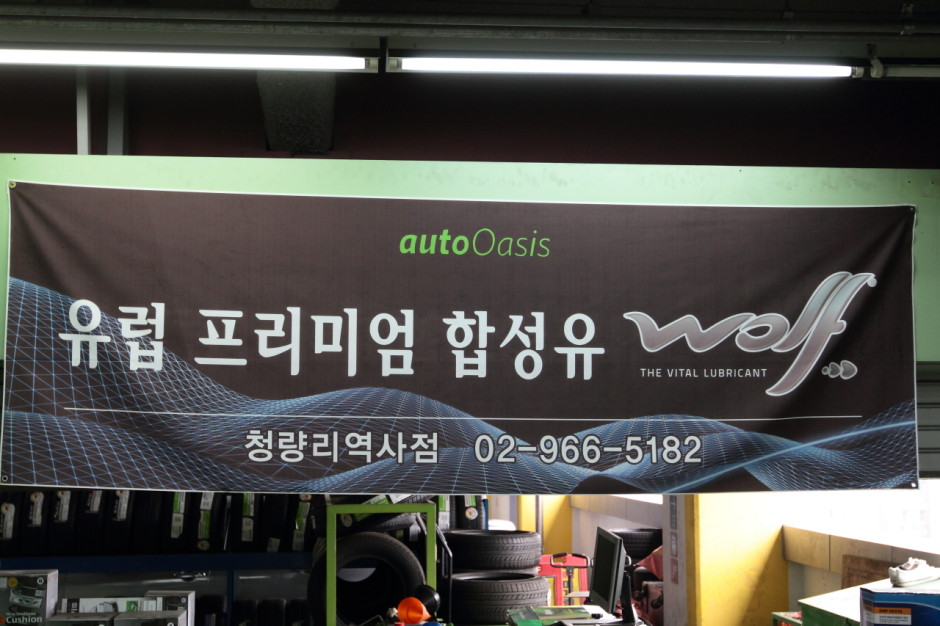 autoOasis
유럽 프리미엄 합성유 wolf
THE VITAL LUBRICANT
청량리역사점 02-966-5182
Cushion